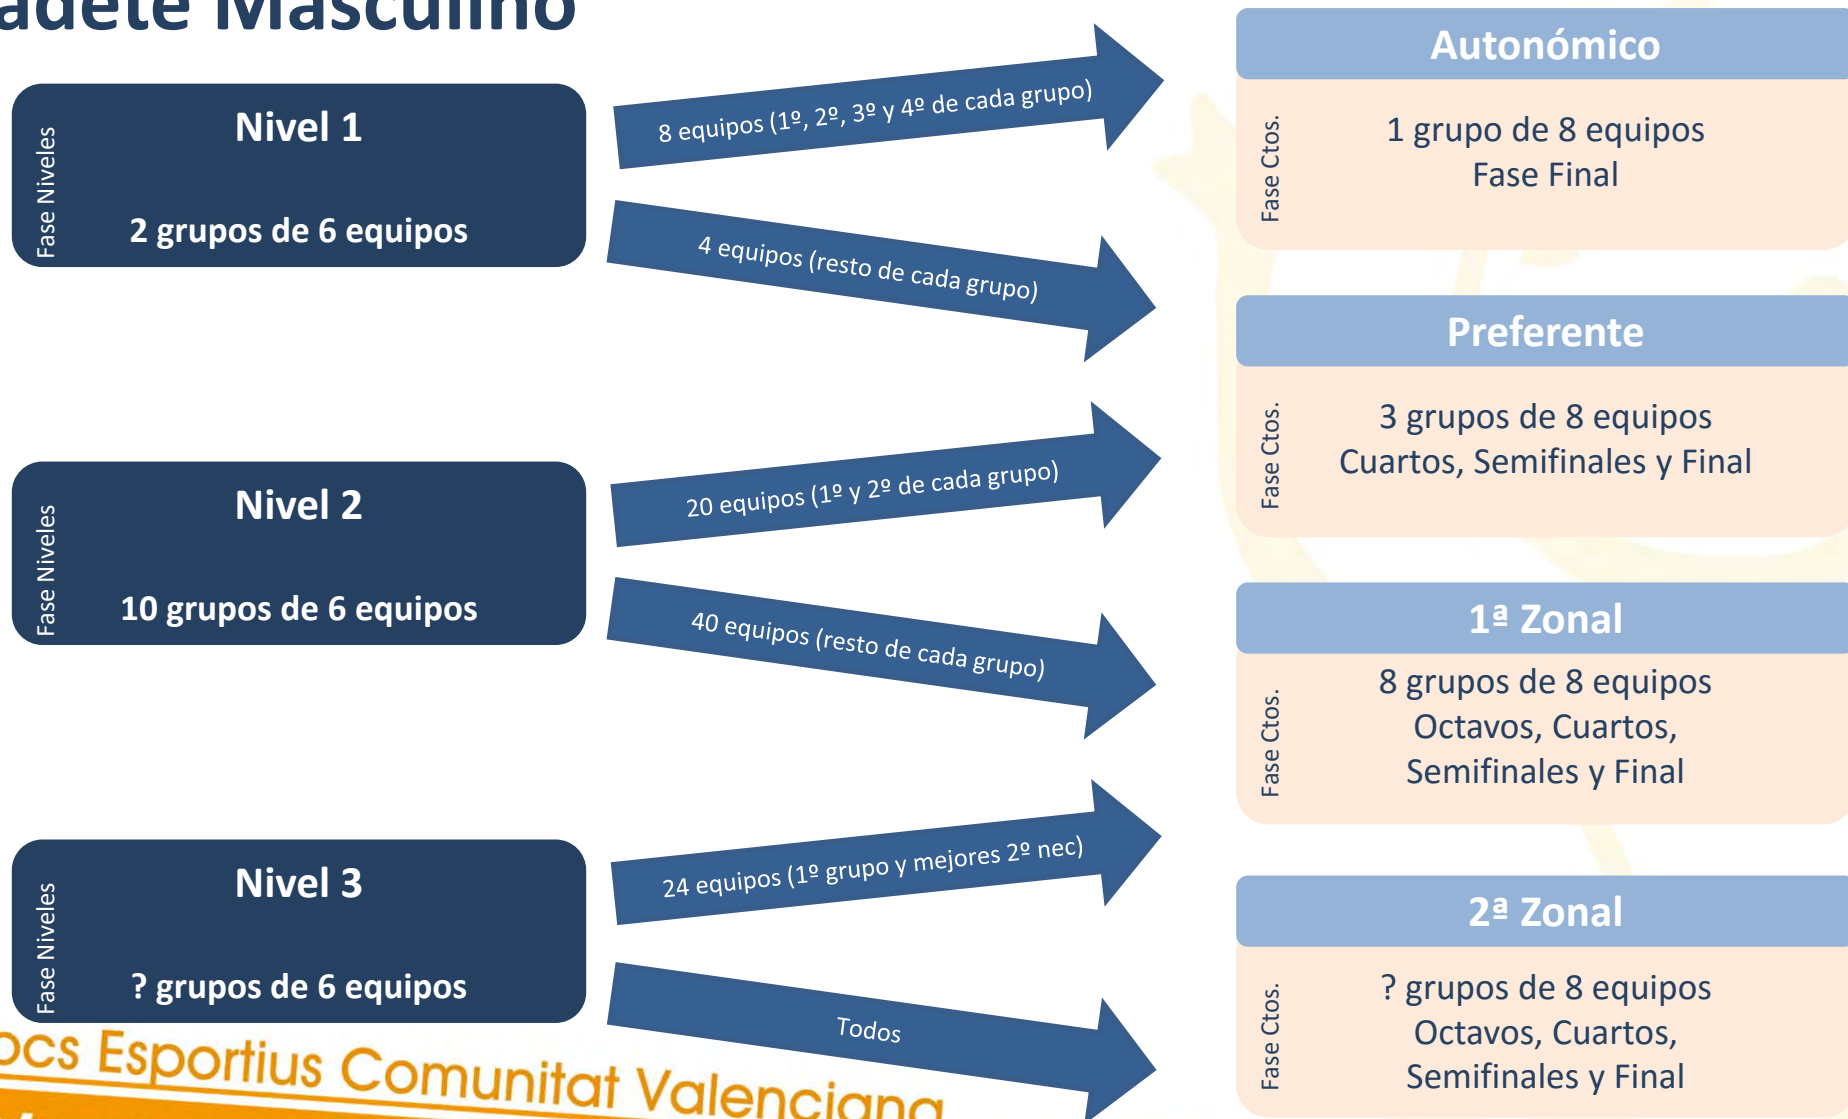 adete Masculino
Fase Niveles
Nivel 1
2 grupos de 6 equipos
8 equipos (1º, 2º, 3º y 4º de cada grupo)
4 equipos (resto de cada grupo)
Autonómico
Fase Ctos.
1 grupo de 8 equipos
Fase Final
Preferente
Fase Ctos.
3 grupos de 8 equipos
Cuartos, Semifinales y Final
Fase Niveles
Nivel 2
10 grupos de 6 equipos
20 equipos (1º y 2º de cada grupo)
40 equipos (resto de cada grupo)
1ª Zonal
Fase Ctos.
8 grupos de 8 equipos
Octavos, Cuartos,
Semifinales y Final
Fase Niveles
Nivel 3
? grupos de 6 equipos
24 equipos (1º grupo y mejores 2º nec)
Todos
2ª Zonal
Fase Ctos.
? grupos de 8 equipos
Octavos, Cuartos,
Semifinales y Final
ocs Esportius Comunitat Valenciana